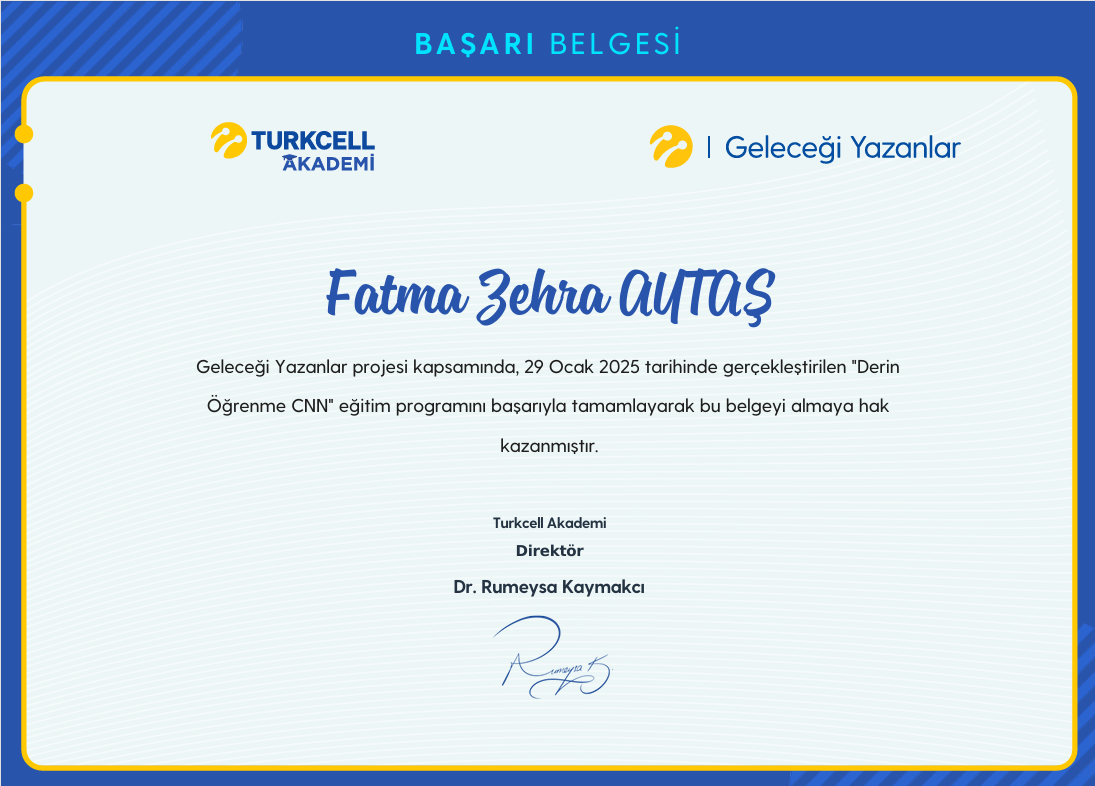 BAŞARI BELGESİ
TURKCELL
AKADEMİ
Geleceği Yazanlar
Fatma Zehra AYTAŞ
Geleceği Yazanlar projesi kapsamında, 29 Ocak 2025 tarihinde gerçekleştirilen "Derin
Öğrenme CNN" eğitim programını başarıyla tamamlayarak bu belgeyi almaya hak
kazanmıştır.
Turkcell Akademi
Direktör
Dr. Rumeysa Kaymakcı
Rumeysa K.